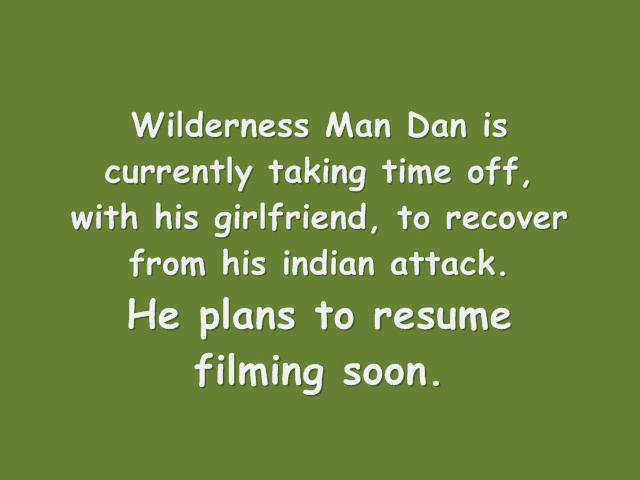 Wilderness Man Dan is
currently taking time off,
with his girlfriend, to recover
from his indian attack.
He plans to resume
filming soon.